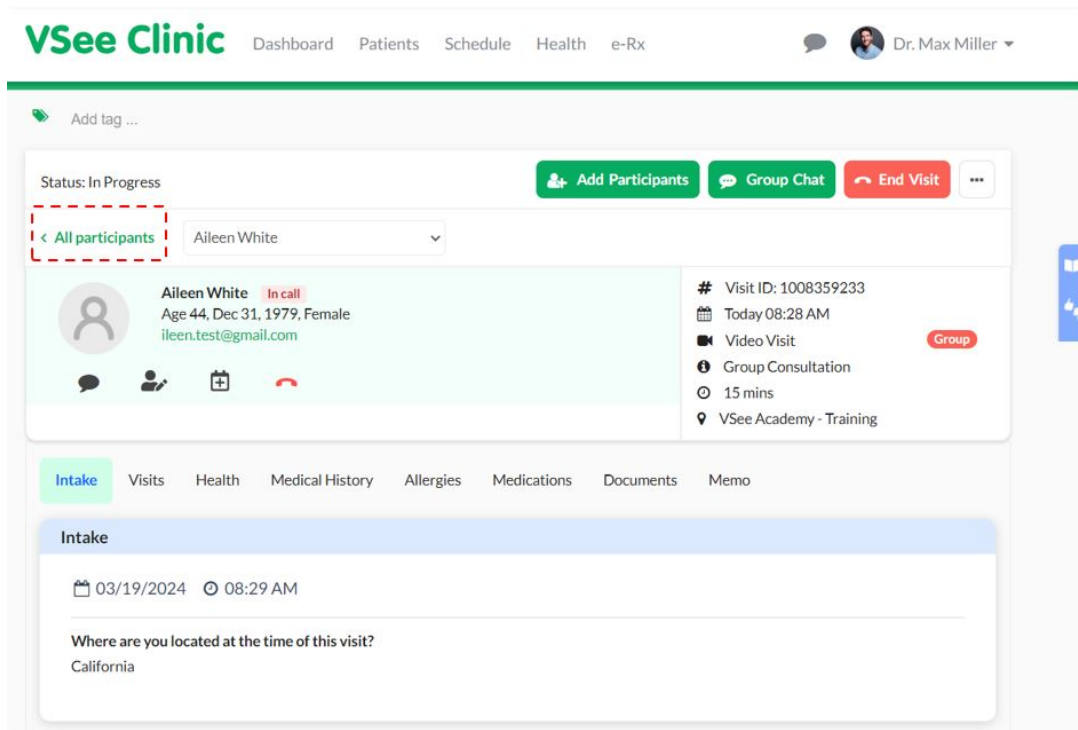 VSee Clinic Dashboard Patients Schedule Health e-Rx Dr. Max Miller
Add tag ...
Status: In Progress Add Participants Group Chat End Visit ...
< All participants Aileen White
Aileen White In call
Age 44, Dec 31, 1979, Female
ileen.test@gmail.com
# Visit ID: 1008359233
Today 08:28 AM
Video Visit Group
Group Consultation
15 mins
VSee Academy - Training
Intake Visits Health Medical History Allergies Medications Documents Memo
Intake
03/19/2024 08:29 AM
Where are you located at the time of this visit?
California